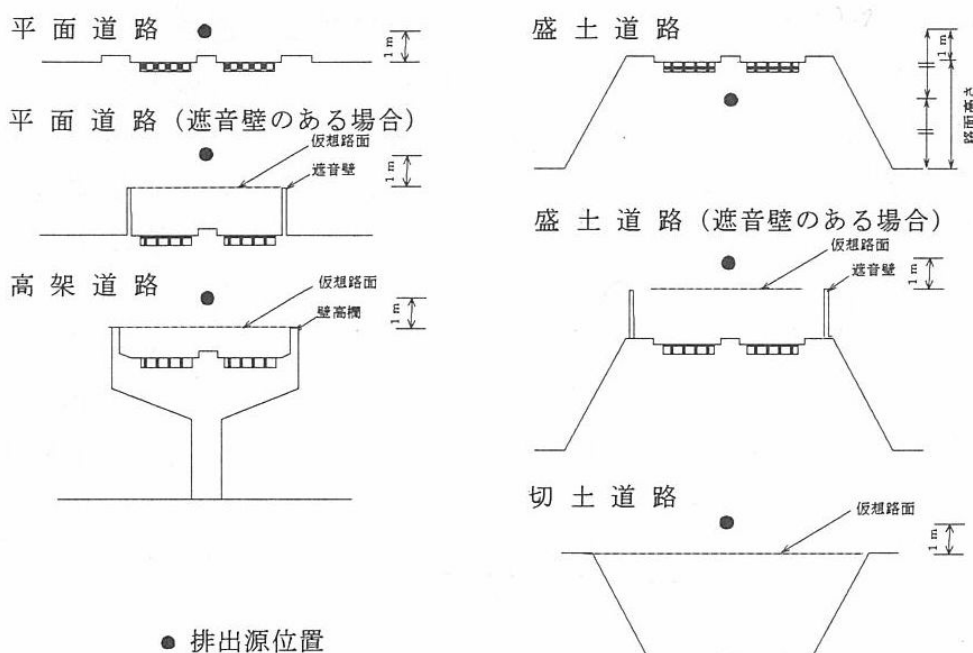 平面道路
1m
平面道路(遮音壁のある場合)
仮想路面
遮音壁
1m
高架道路
仮想路面
壁高欄
1m
盛土道路
1m
路面高さ
盛土道路(遮音壁のある場合)
仮想路面
遮音壁
1m
切土道路
仮想路面
1m
● 排出源位置